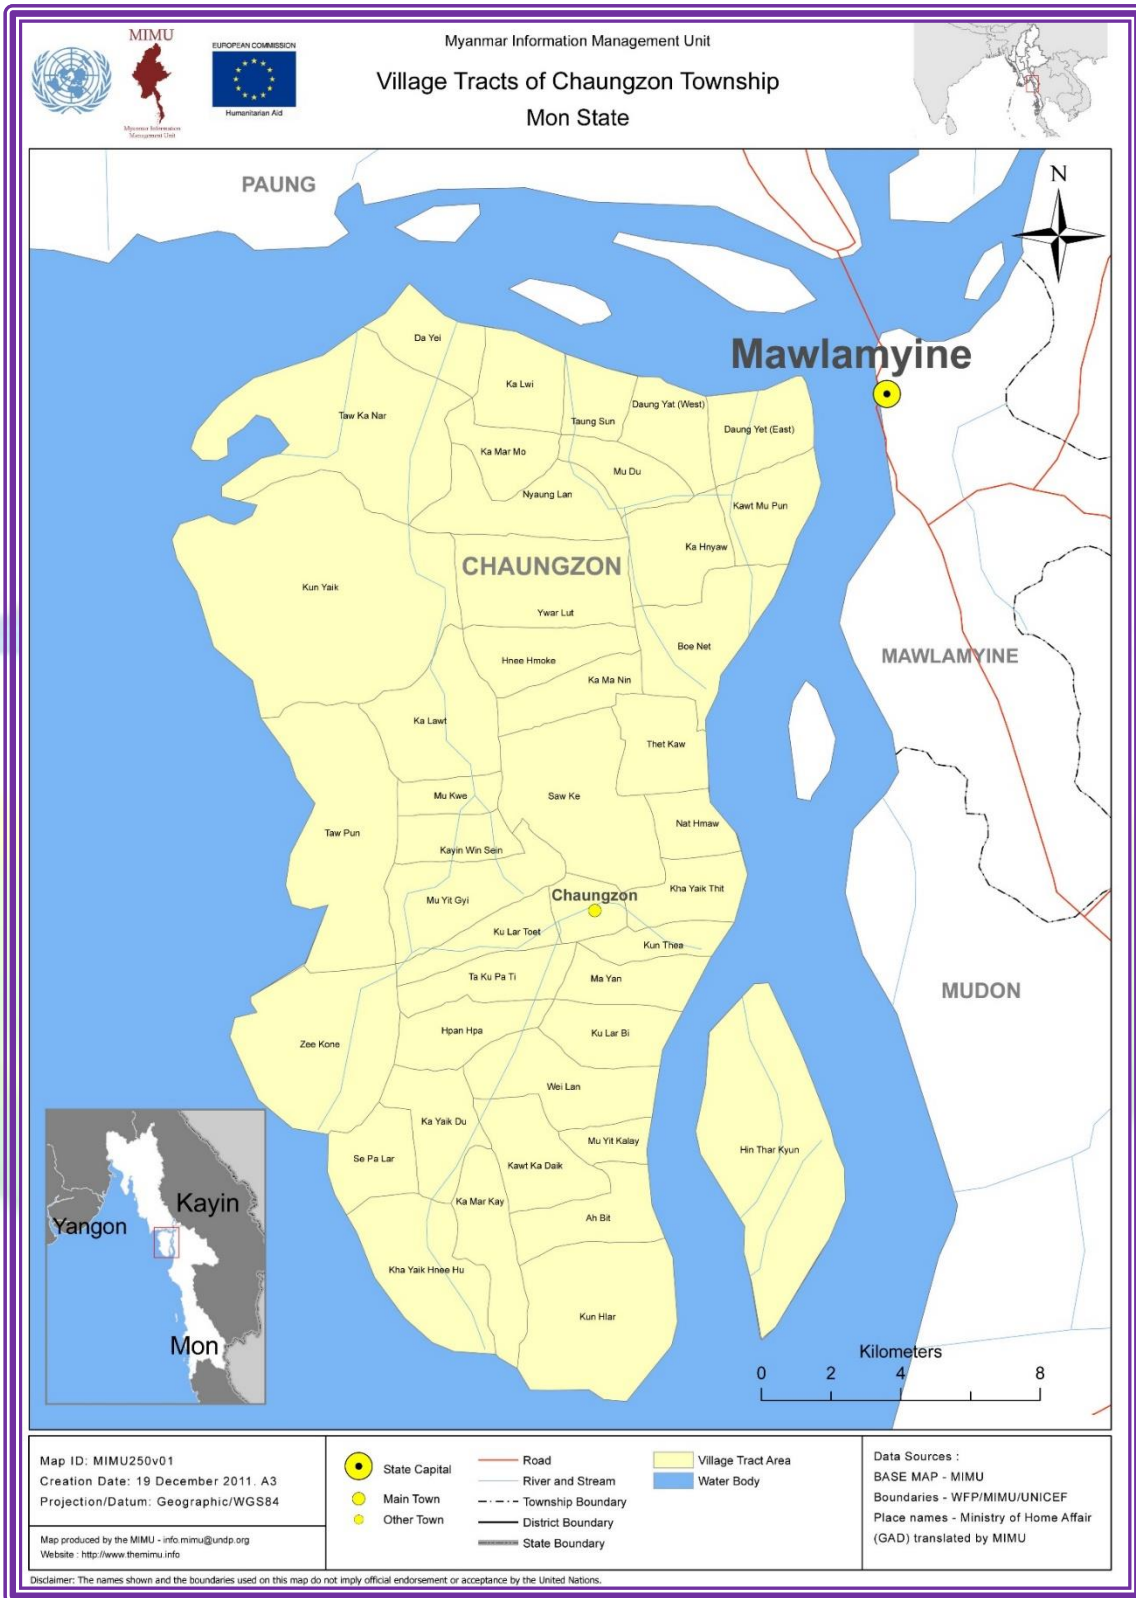 MIMU
Myanmar Information
Management Unit
EUROPEAN COMMISSION
Humanitarian Aid
Myanmar Information Management Unit
Village Tracts of Chaungzon Township
Mon State
PAUNG
N
Mawlamyine
Da Yei
Ka Lwi
Daung Yat (West)
Taw Ka Nar
Taung Sun
Daung Yet (East)
Ka Mar Mo
Mu Du
Nyaung Lan
Kawt Mu Pun
Ka Hnyaw
CHAUNGZON
Kun Yaik
Ywar Lut
Boe Net
MAWLAMYINE
Hnee Hmoke
Ka Ma Nin
Ka Lawt
Thet Kaw
Mu Kwe
Saw Ke
Nat Hmaw
Taw Pun
Kayin Win Sein
Kha Yaik Thit
Chaungzon
Mu Yit Gyi
Ku Lar Toet
Kun Thea
Ta Ku Pa Ti
Ma Yan
MUDON
Hpan Hpa
Ku Lar Bi
Zee Kone
Wei Lan
Ka Yaik Du
Mu Yit Kalay
Hin Thar Kyun
Se Pa Lar
Kawt Ka Daik
Ka Mar Kay
Ah Bit
Kha Yaik Hnee Hu
Kun Hlar
Kayin
Yangon
Mon
Kilometers
0 2 4 8
Map ID: MIMU250v01
Creation Date: 19 December 2011. A3
Projection/Datum: Geographic/WGS84
Map produced by the MIMU - info.mimu@undp.org
Website : http://www.themimu.info
State Capital
Main Town
Other Town
Road
River and Stream
Township Boundary
District Boundary
State Boundary
Village Tract Area
Water Body
Data Sources :
BASE MAP - MIMU
Boundaries - WFP/MIMU/UNICEF
Place names - Ministry of Home Affair
(GAD) translated by MIMU
Disclaimer: The names shown and the boundaries used on this map do not imply official endorsement or acceptance by the United Nations.